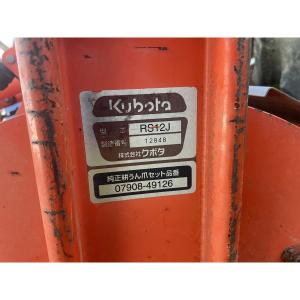 Kubota
型式 RS12J
製造番号 12848
株式会社クボタ
純正耕うん爪セット品番
07908-49126